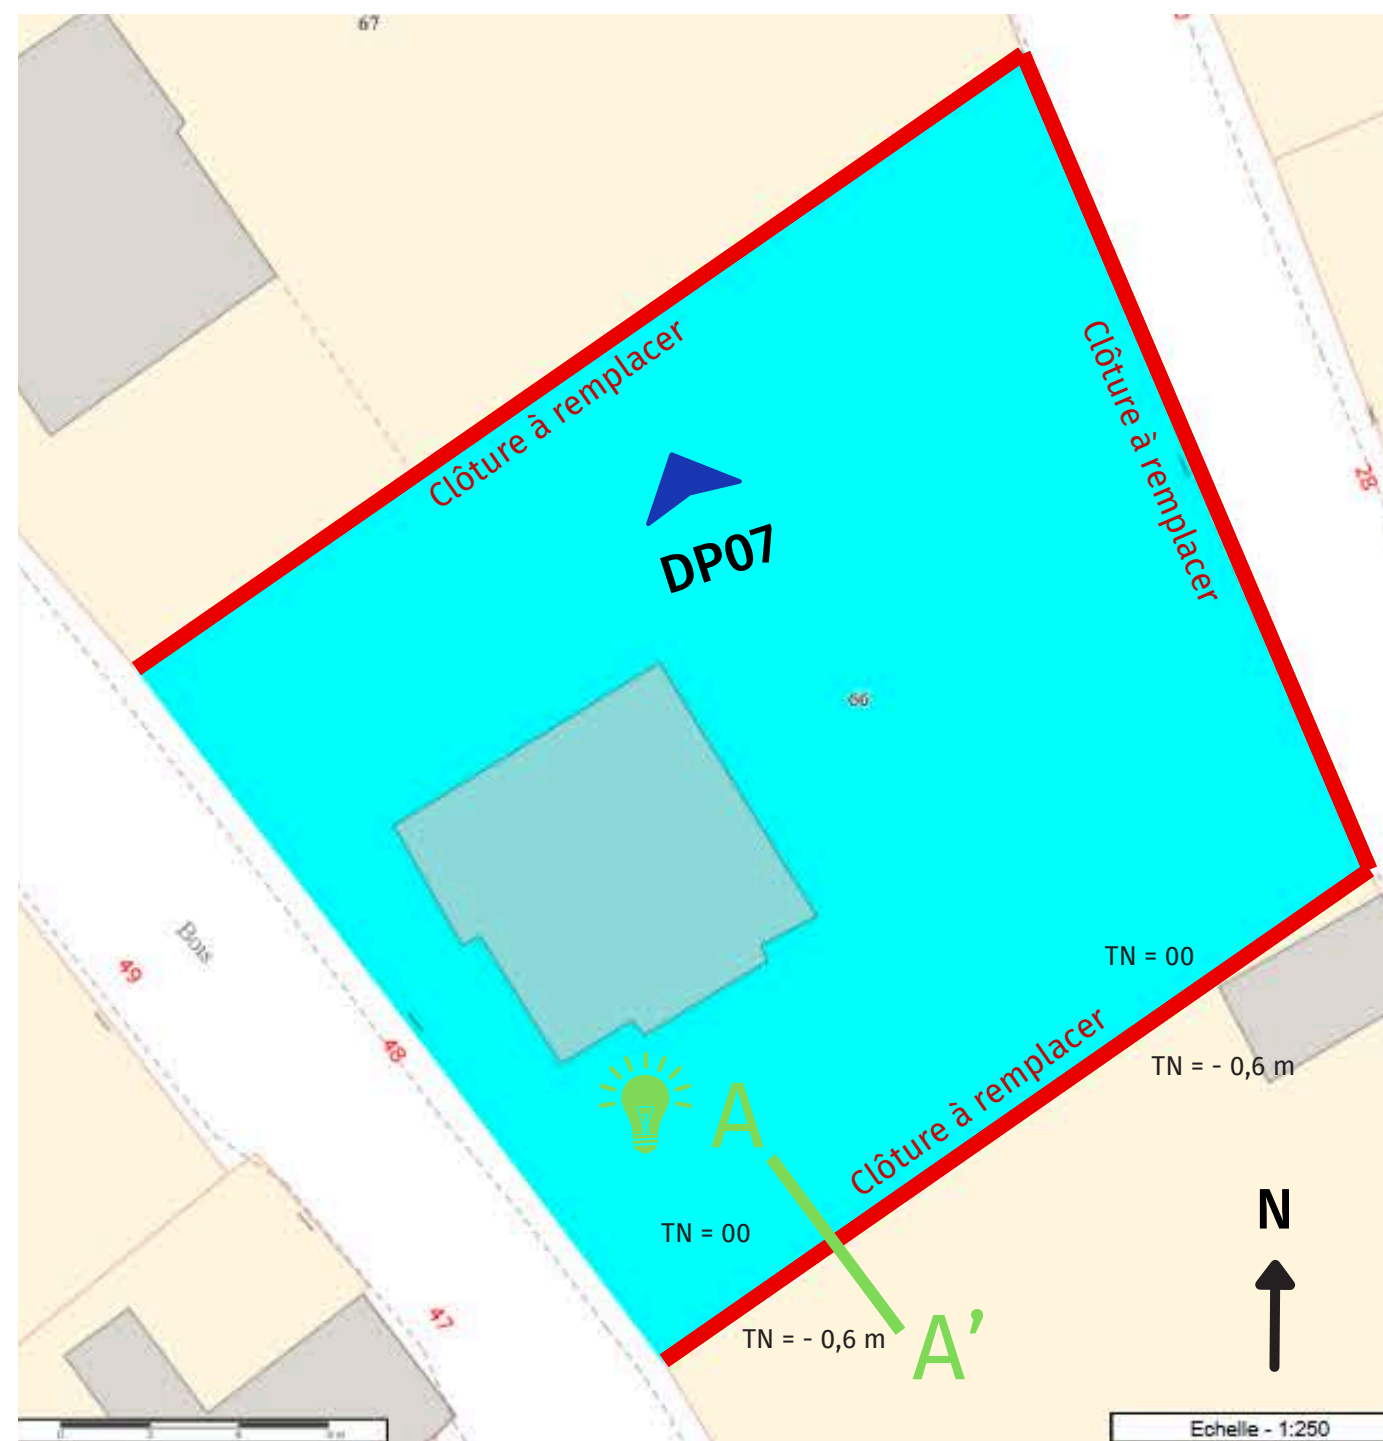 67
Clôture à remplacer
Clôture à remplacer
28
DP07
66
Bois
49
48
TN = 00
Clôture à remplacer
TN = - 0,6 m
A
TN = 00
N
47
TN = - 0,6 m
A'
Echelle - 1:250